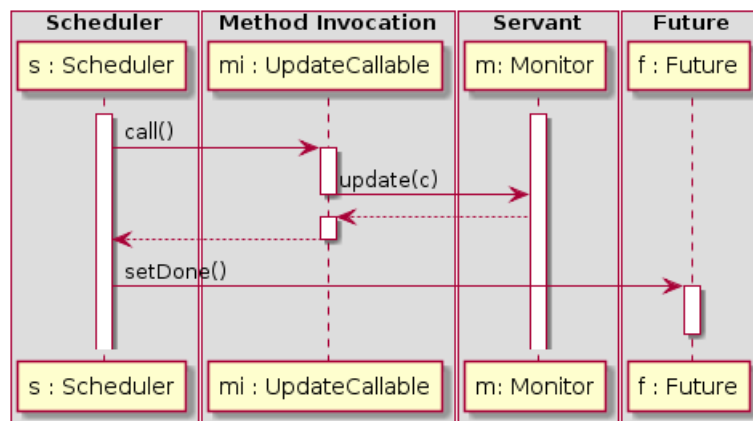 Scheduler Method Invocation Servant Future
s : Scheduler mi : UpdateCallable m: Monitor f : Future
call()
update(c)
setDone()
s : Scheduler mi : UpdateCallable m: Monitor f : Future